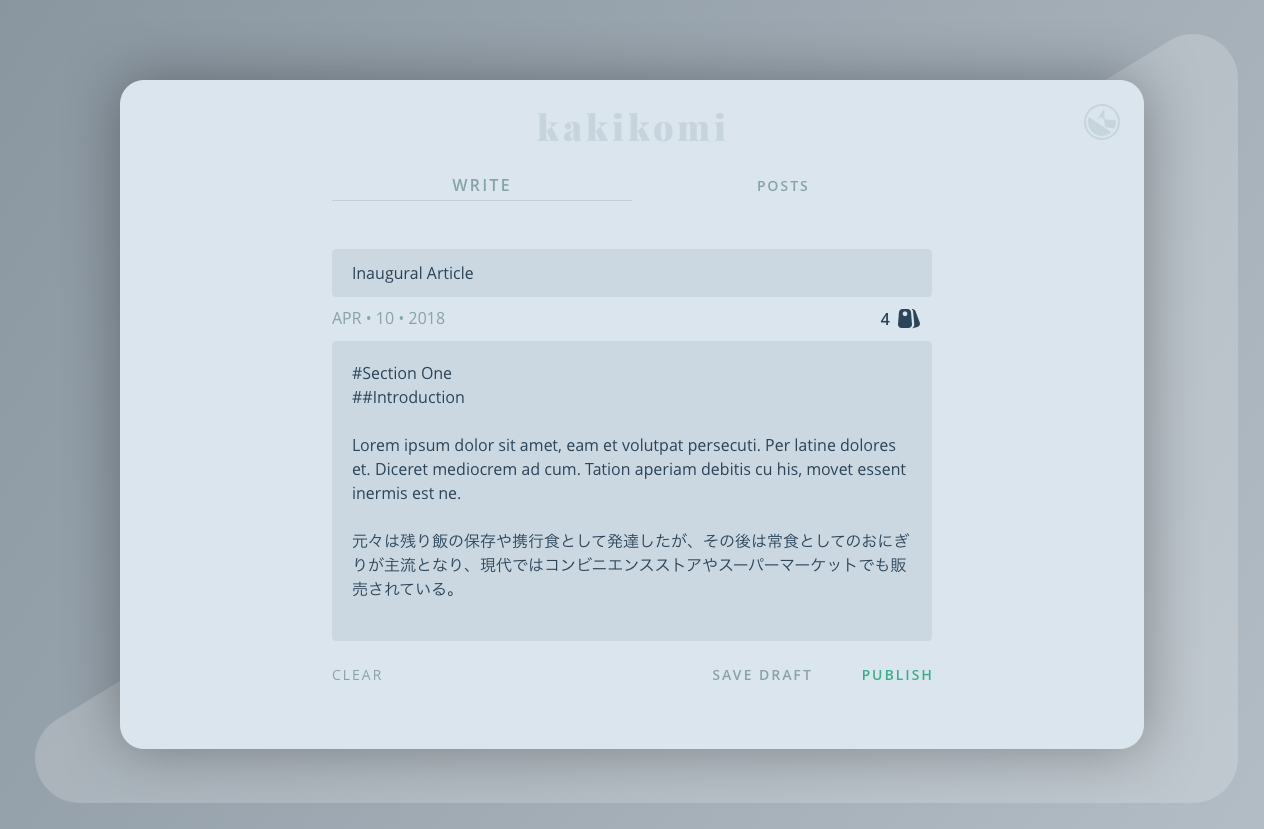 kakikomi
WRITE
POSTS
Inaugural Article
APR • 10 • 2018
4
#Section One
##Introduction
Lorem ipsum dolor sit amet, eam et volutpat persecuti. Per latine dolores
et. Diceret mediocrem ad cum. Tation aperiam debitis cu his, movet essent
inermis est ne.
元々は残り飯の保存や携行食として発達したが、その後は常食としてのおにぎ
りが主流となり、現代ではコンビニエンスストアやスーパーマーケットでも販
売されている。
CLEAR
SAVE DRAFT
PUBLISH